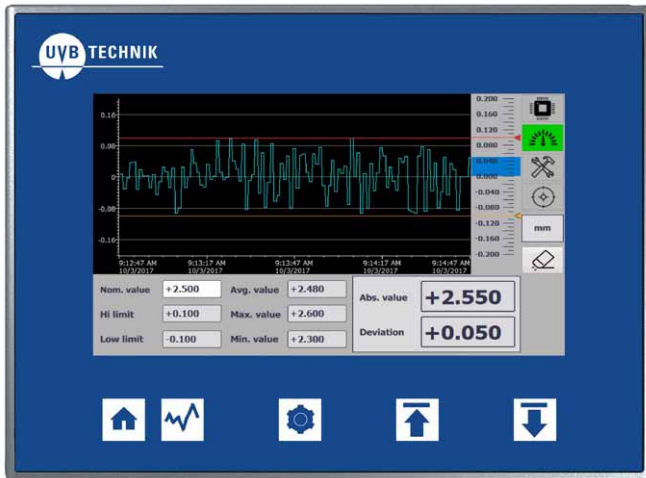 UVB TECHNIK
0.200
0.160
0.120
0.080
0.040
0.000
-0.040
-0.080
-0.120
-0.160
-0.200
0.16
0.08
0
-0.08
-0.16
mm
9:12:47 AM
10/3/2017
9:13:17 AM
10/3/2017
9:13:47 AM
10/3/2017
9:14:17 AM
10/3/2017
9:14:47 AM
10/3/2017
Nom. value +2.500 Avg. value +2.480
Hi limit +0.100 Max. value +2.600
Low limit -0.100 Min. value +2.300
Abs. value +2.550
Deviation +0.050